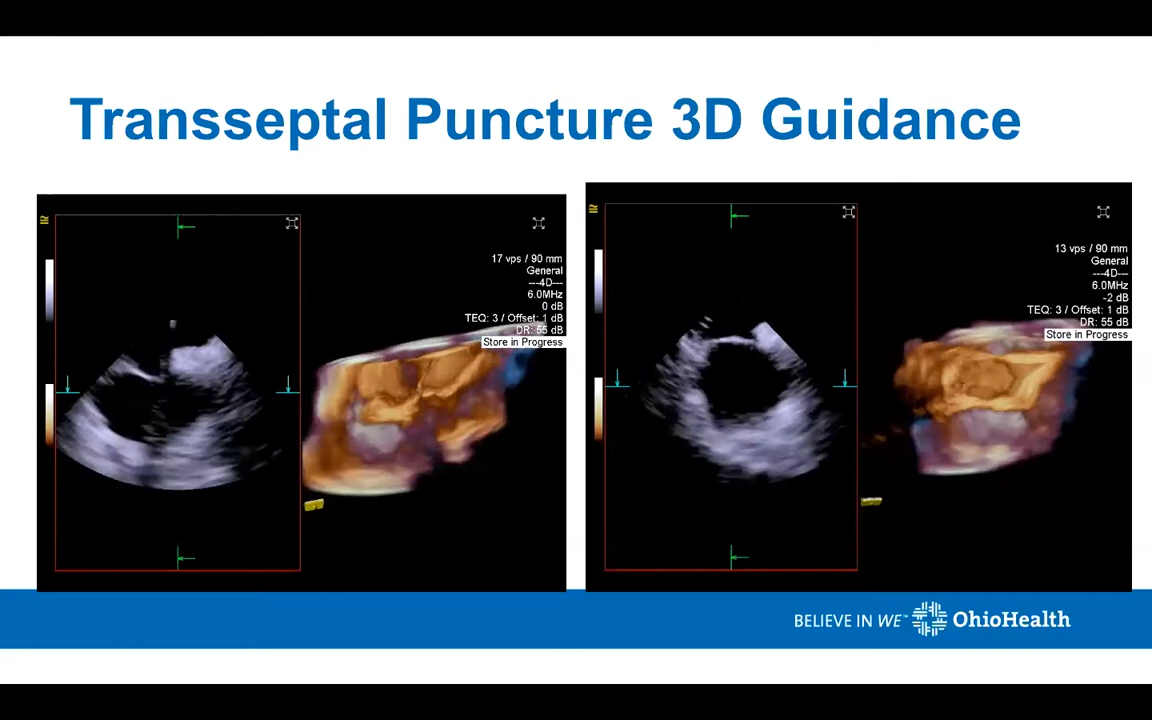 Transseptal Puncture 3D Guidance
17 vps / 90 mm
General
---4D---
6.0MHz
0 dB
TEQ: 3 / Offset: 1 dB
DR: 55 dB
Store in Progress
13 vps / 90 mm
General
---4D---
6.0MHz
-2 dB
TEQ: 3 / Offset: 1 dB
DR: 55 dB
Store in Progress
BELIEVE IN WE™ OhioHealth